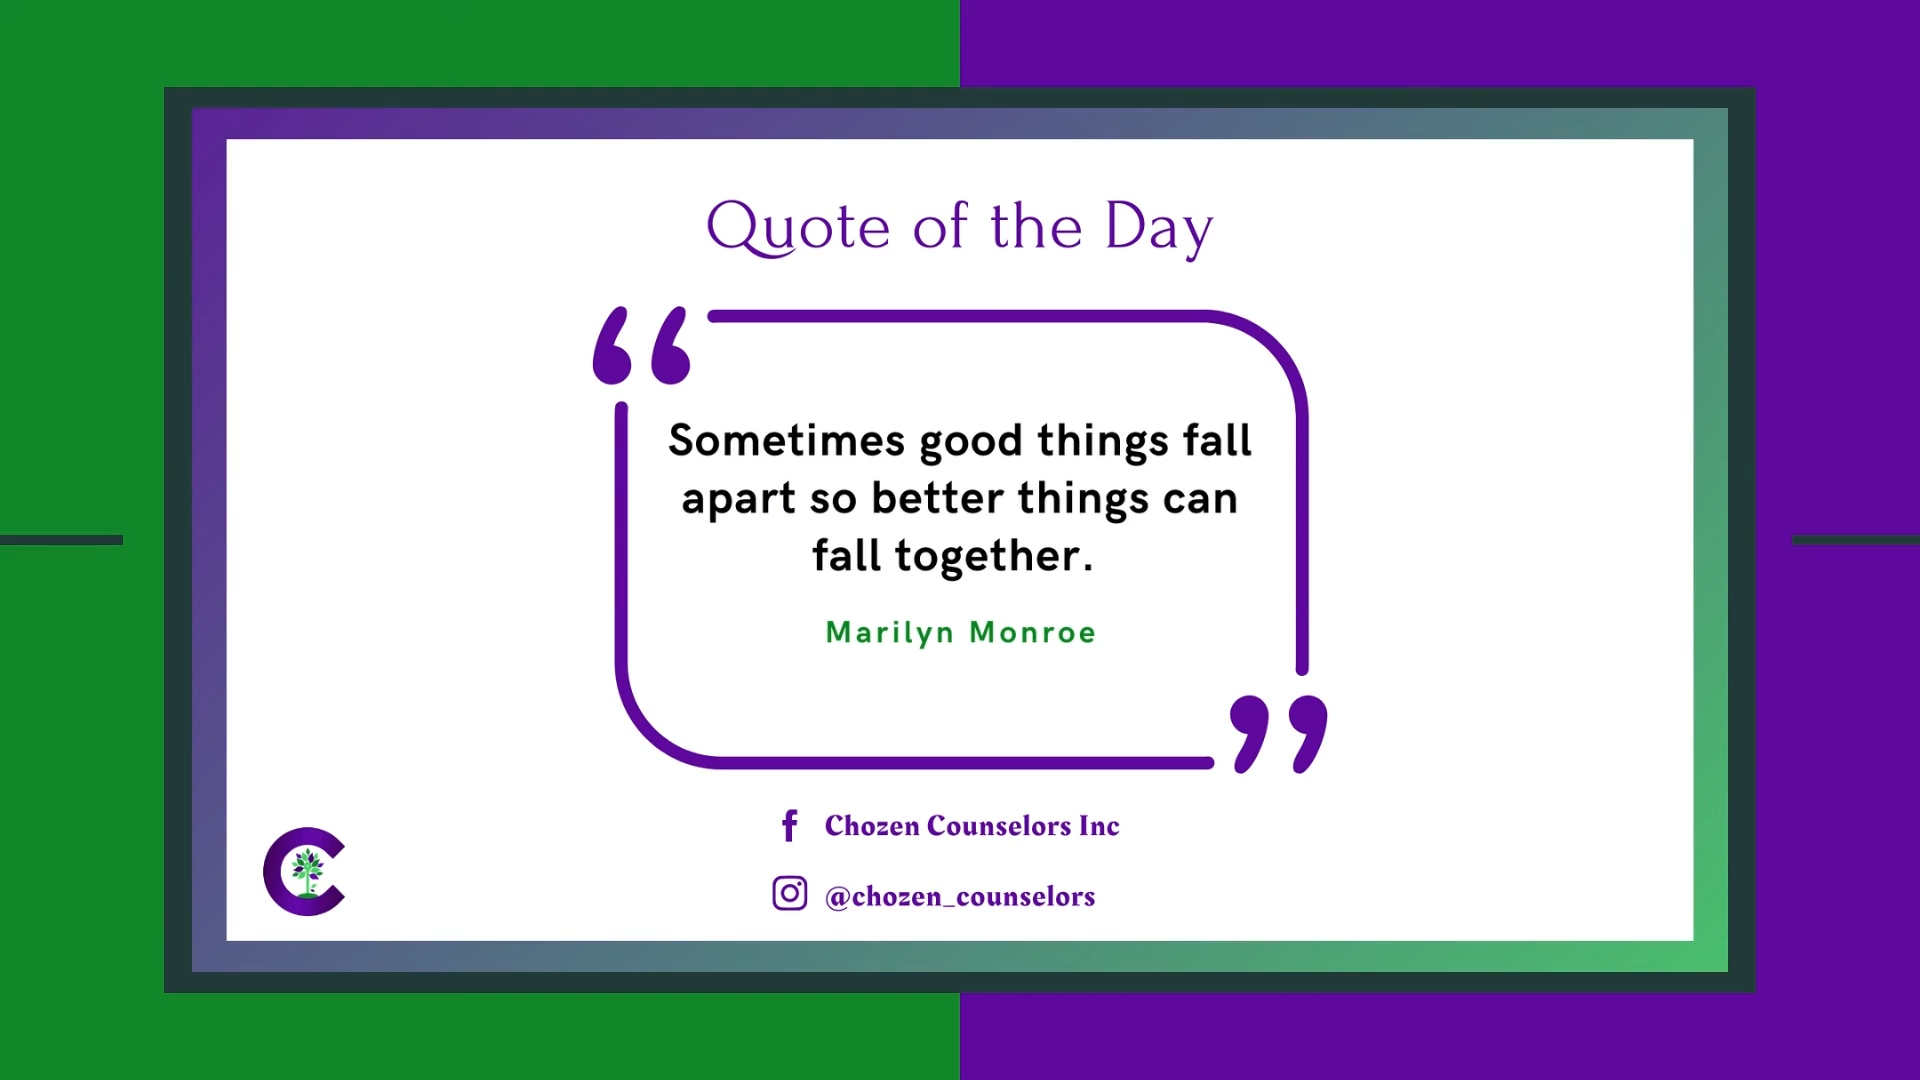 Quote of the Day
Sometimes good things fall
apart so better things can
fall together.
Marilyn Monroe
Chozen Counselors Inc
@chozen_counselors